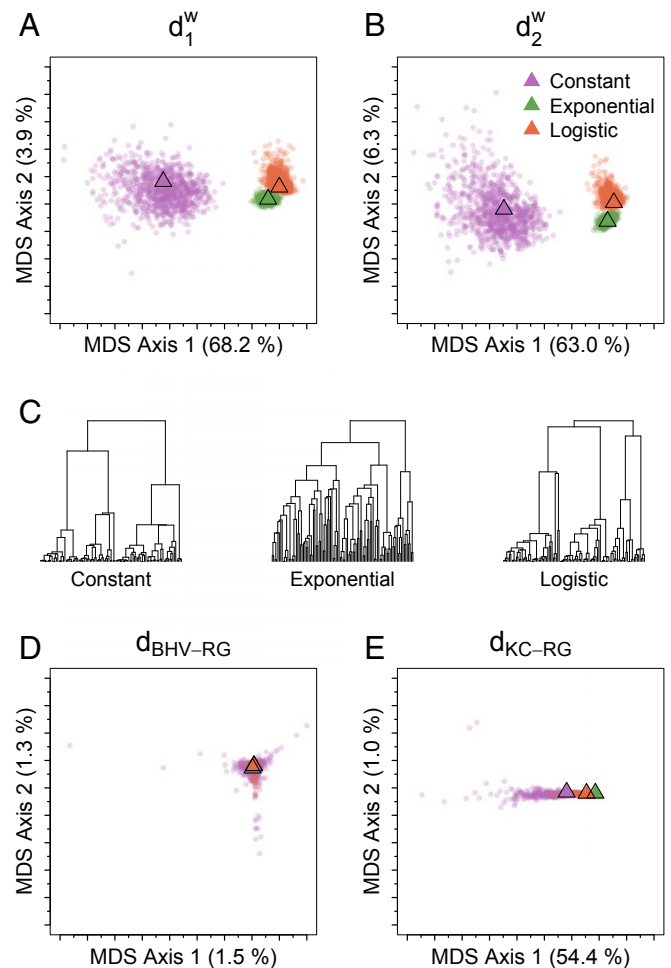 A
d₁ʷ
MDS Axis 2 (3.9 %)
MDS Axis 1 (68.2 %)
B
d₂ʷ
Constant
Exponential
Logistic
MDS Axis 2 (6.3 %)
MDS Axis 1 (63.0 %)
C
Constant
Exponential
Logistic
D
d BHV–RG
MDS Axis 2 (1.3 %)
MDS Axis 1 (1.5 %)
E
d KC–RG
MDS Axis 2 (1.0 %)
MDS Axis 1 (54.4 %)